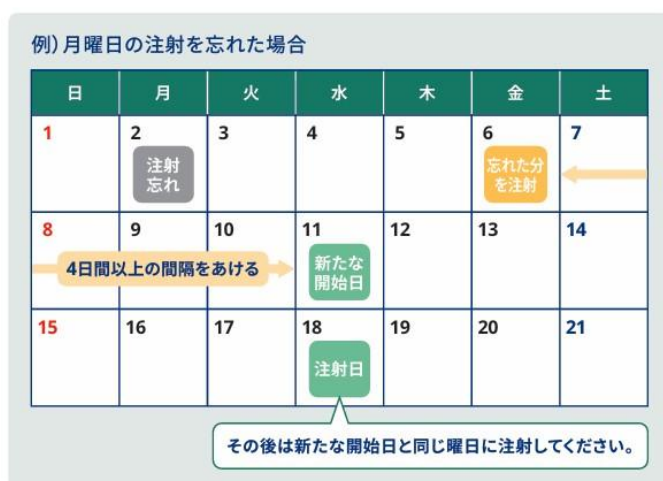 例）月曜日の注射を忘れた場合
日 月 火 水 木 金 土
1 2 3 4 5 6 7
注射
忘れ
忘れた分
を注射
8 9 10 11 12 13 14
4日間以上の間隔をあける
新たな
開始日
15 16 17 18 19 20 21
注射日
その後は新たな開始日と同じ曜日に注射してください。